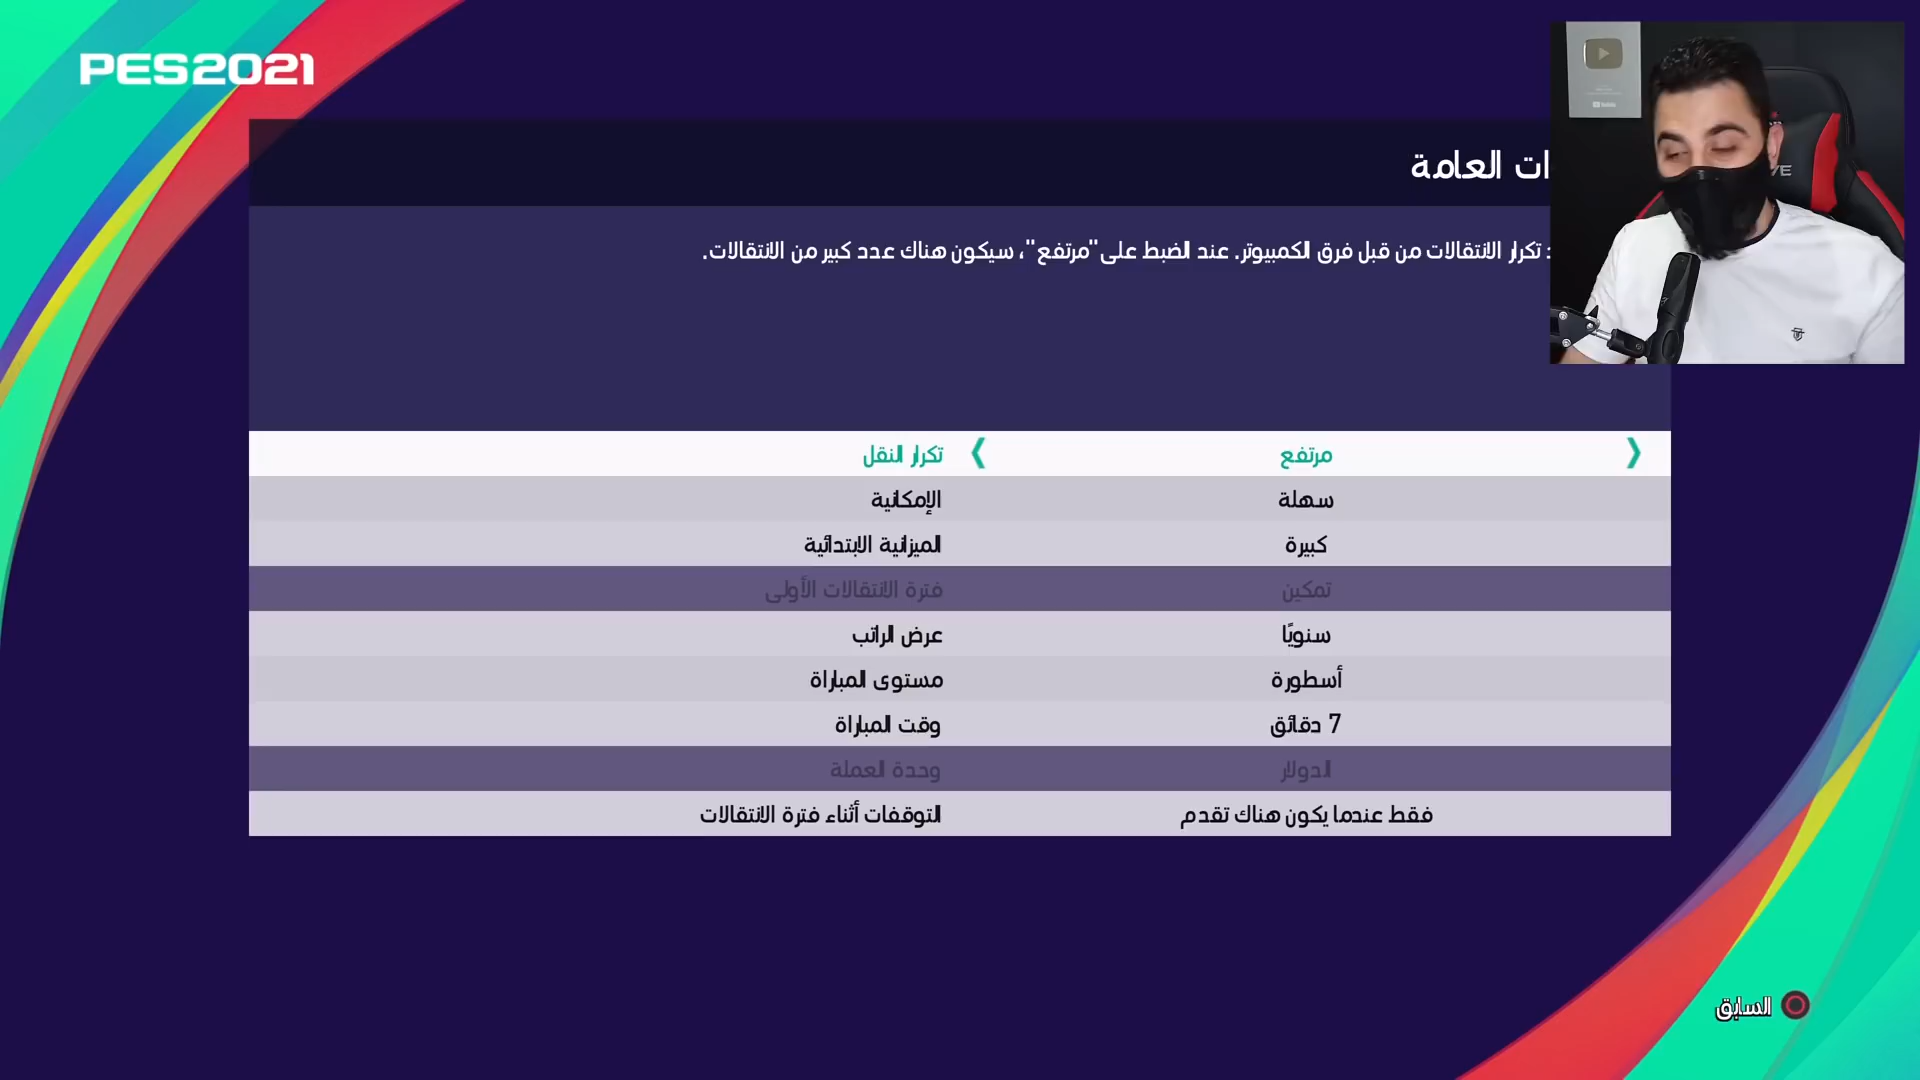 PES2021
العامة
تكرار الانتقالات من قبل فرق الكمبيوتر. عند الضبط على "مرتفع"، سيكون هناك عدد كبير من الانتقالات.
تكرار النقل مرتفع
الإمكانية سهلة
الميزانية الابتدائية كبيرة
فترة الانتقالات الأولى تمكين
عرض الراتب سنويًا
مستوى المباراة أسطورة
وقت المباراة 7 دقائق
وحدة العملة الدولار
التوقفات أثناء فترة الانتقالات فقط عندما يكون هناك تقدم
السابق